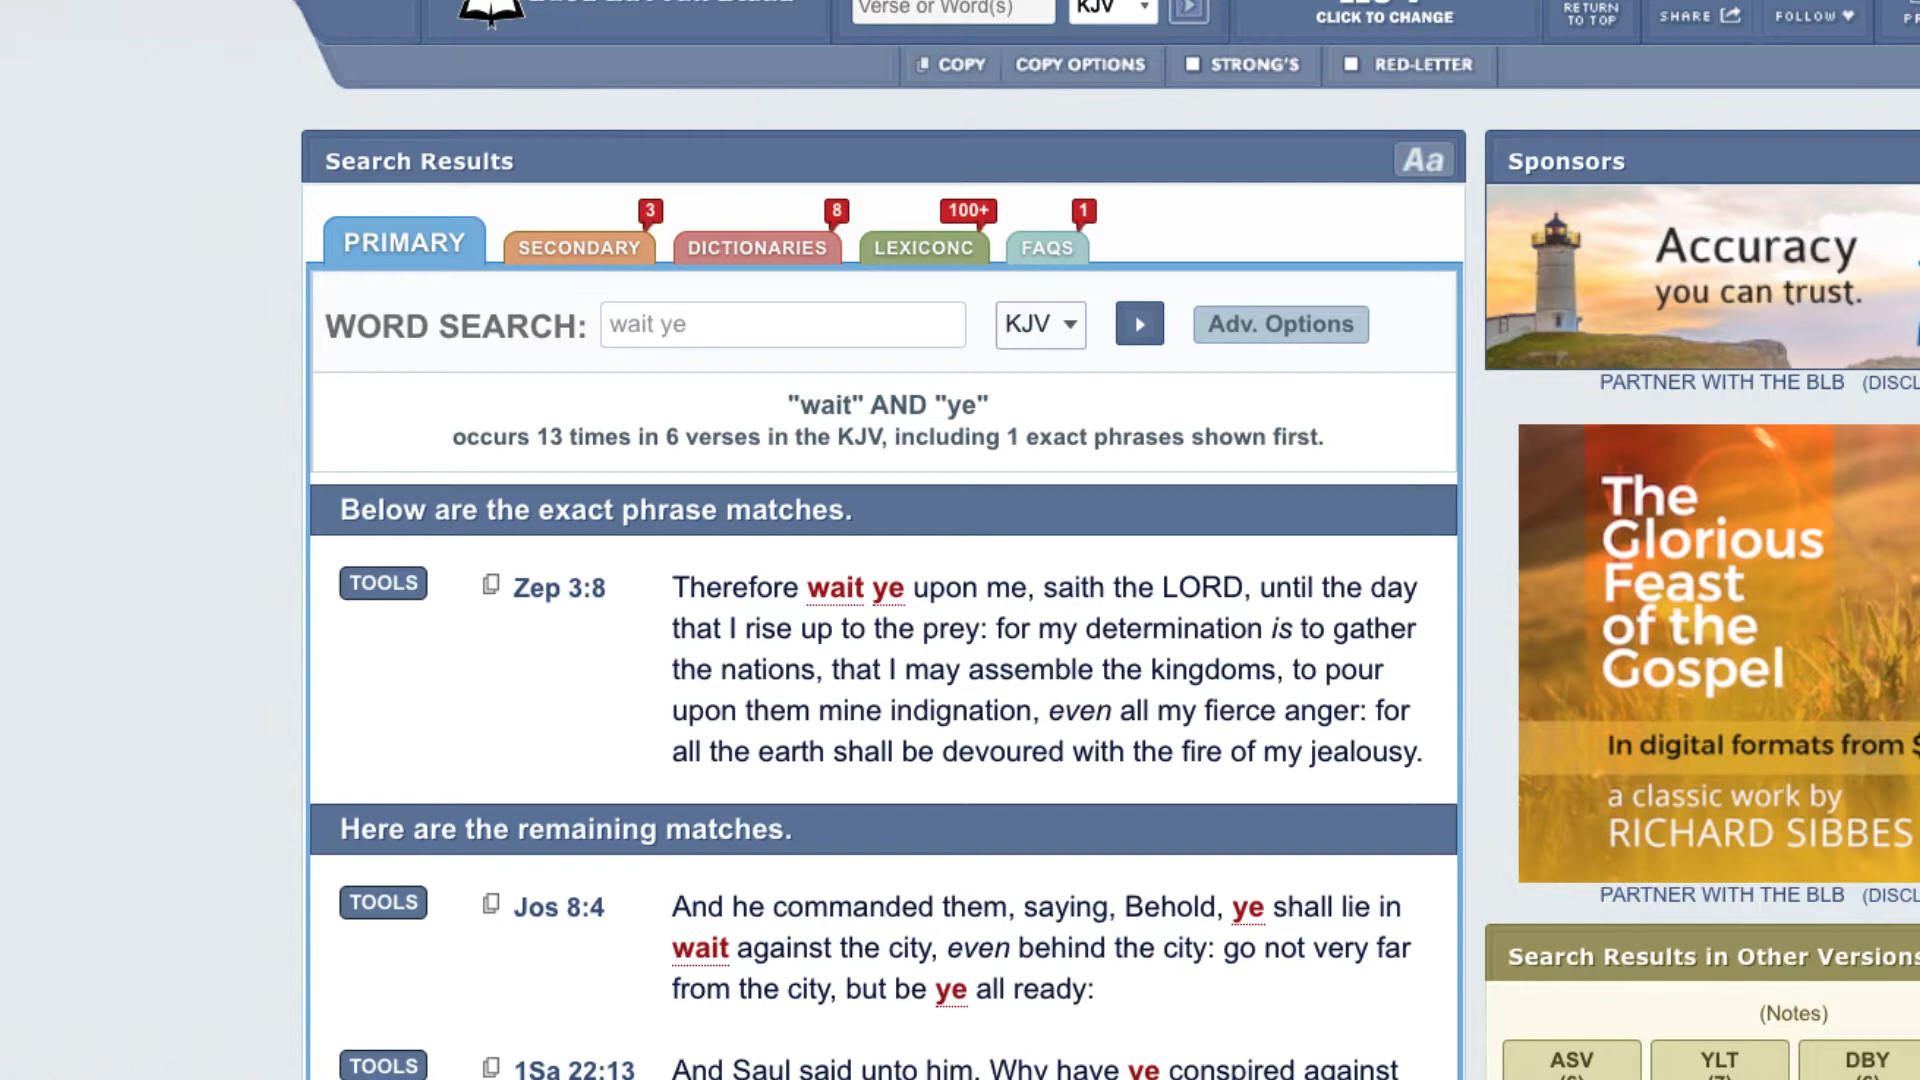 Verse or Word(s)
KJV
CLICK TO CHANGE
RETURN
TO TOP
SHARE
FOLLOW
COPY
COPY OPTIONS
STRONG'S
RED-LETTER
Search Results
Aa
Sponsors
3
8
100+
1
PRIMARY
SECONDARY
DICTIONARIES
LEXICONC
FAQS
WORD SEARCH:
wait ye
KJV
Adv. Options
"wait" AND "ye"
occurs 13 times in 6 verses in the KJV, including 1 exact phrases shown first.
Below are the exact phrase matches.
TOOLS
Zep 3:8
Therefore wait ye upon me, saith the LORD, until the day
that I rise up to the prey: for my determination is to gather
the nations, that I may assemble the kingdoms, to pour
upon them mine indignation, even all my fierce anger: for
all the earth shall be devoured with the fire of my jealousy.
Here are the remaining matches.
TOOLS
Jos 8:4
And he commanded them, saying, Behold, ye shall lie in
wait against the city, even behind the city: go not very far
from the city, but be ye all ready:
TOOLS
1Sa 22:13
And Saul said unto him, Why have ye conspired against
Accuracy
you can trust.
PARTNER WITH THE BLB
The
Glorious
Feast
of the
Gospel
In digital formats from
a classic work by
RICHARD SIBBES
PARTNER WITH THE BLB
Search Results in Other Versions
(Notes)
ASV
YLT
DBY